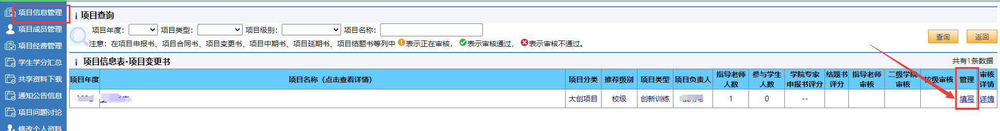 项目信息管理
项目成员管理
项目经费管理
学生学分汇总
共享资料下载
通知公告信息
项目问题讨论
修改个人资料
项目查询
项目年度： 项目类型： 项目级别： 项目名称：
注意：在项目申报书、项目合同书、项目变更书、项目中期书、项目延期书、项目结题书等列中 表示正在审核， 表示审核通过， 表示审核不通过。
查询 返回
项目信息表-项目变更书
共有1条数据
项目年度 项目名称（点击查看详情） 项目分类 推荐级别 项目类型 项目负责人 指导老师人数 参与学生人数 学院专家申报书评分 结题书评分 指导老师审核 二级学院审核 校级审核 管理 审核详情
大创项目 校级 创新训练 1 0 -- 填写 详情